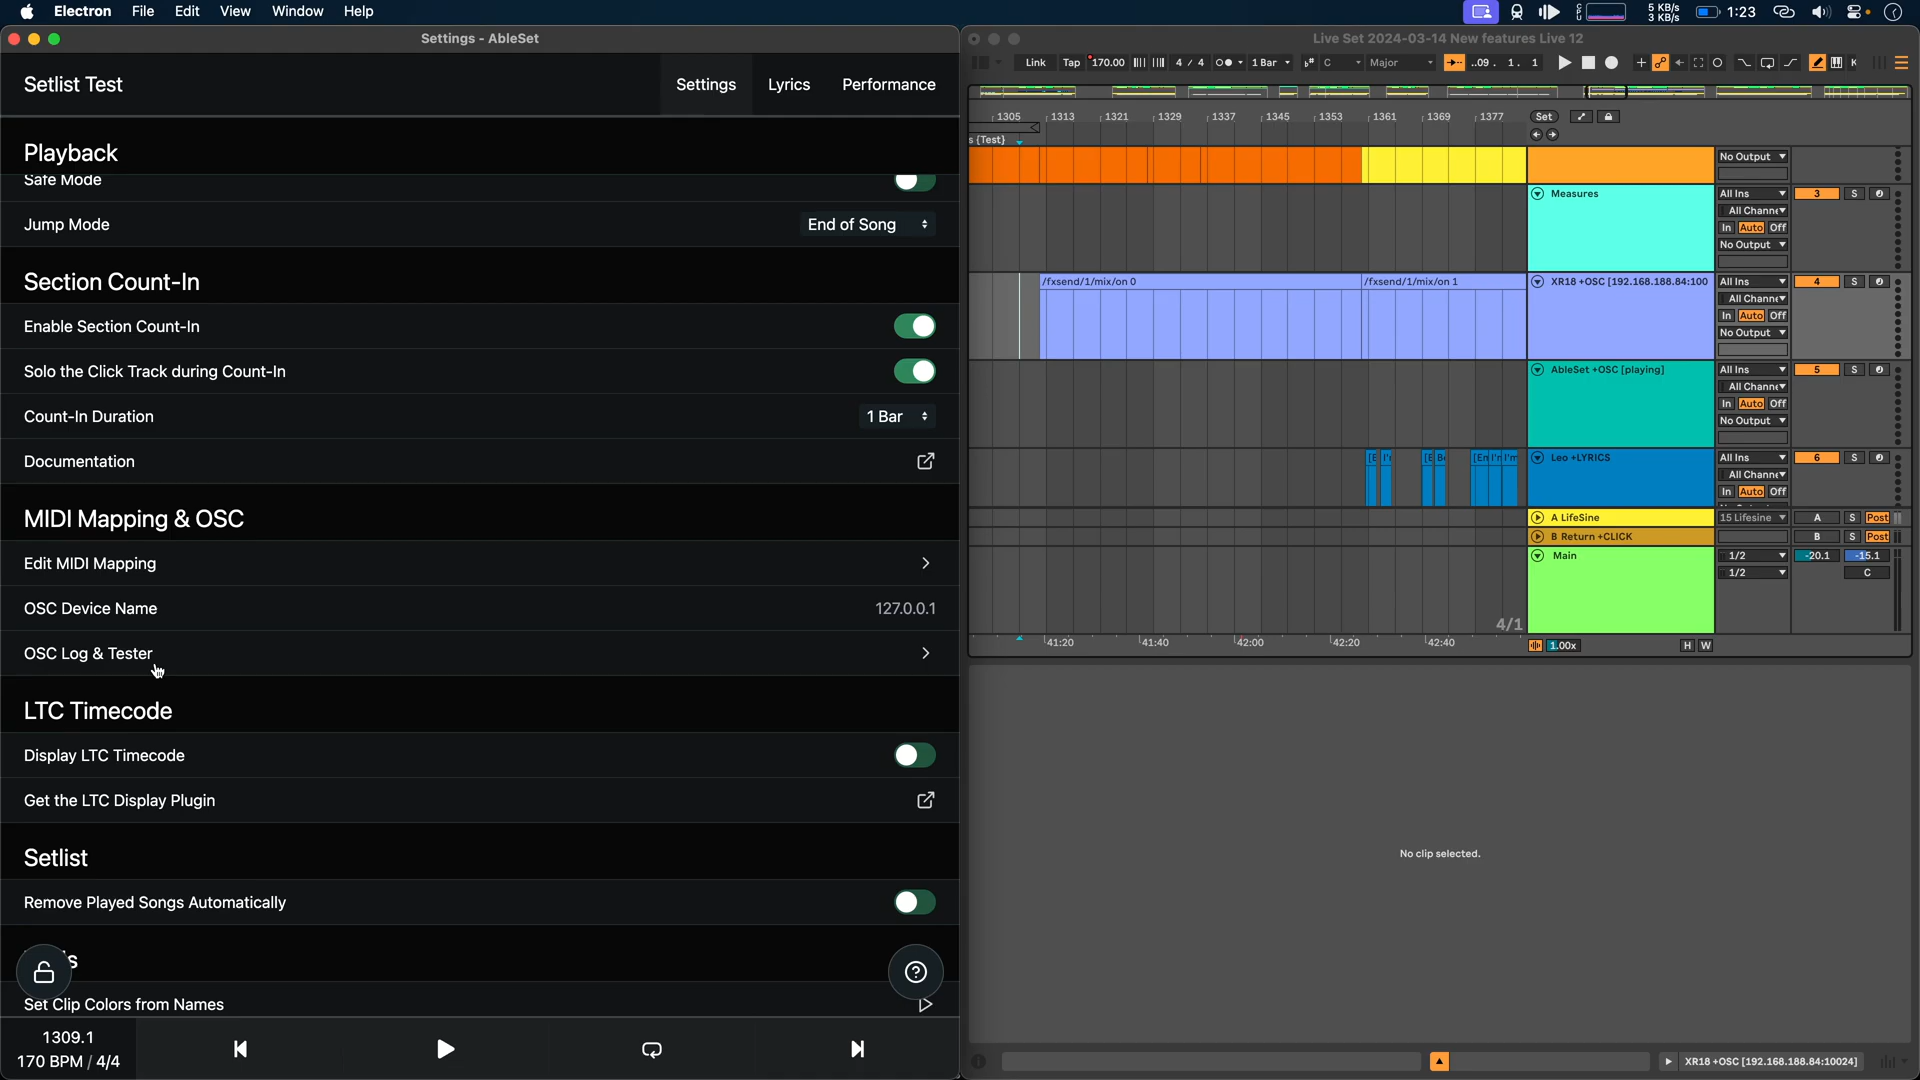 Electron File Edit View Window Help
5 KB/s
3 KB/s
1:23
Settings - AbleSet
Setlist Test
Settings Lyrics Performance
Playback
Safe Mode
Jump Mode End of Song
Section Count-In
Enable Section Count-In
Solo the Click Track during Count-In
Count-In Duration 1 Bar
Documentation
MIDI Mapping & OSC
Edit MIDI Mapping
OSC Device Name 127.0.0.1
OSC Log & Tester
LTC Timecode
Display LTC Timecode
Get the LTC Display Plugin
Setlist
Remove Played Songs Automatically
Set Clip Colors from Names
1309.1
170 BPM / 4/4
Live Set 2024-03-14 New features Live 12
Link Tap 170.00 4 / 4 1 Bar C Major ..09. 1. 1 K
1305 1313 1321 1329 1337 1345 1353 1361 1369 1377 Set
s {Test}
No Output
Measures All Ins 3 S
All Channe
In Auto Off
No Output
/fxsend/1/mix/on 0 /fxsend/1/mix/on 1 XR18 +OSC [192.168.188.84:100 All Ins 4 S
All Channe
In Auto Off
No Output
AbleSet +OSC [playing] All Ins 5 S
All Channe
In Auto Off
No Output
[E I'r [E Be [En I'r I'm Leo +LYRICS All Ins 6 S
All Channe
In Auto Off
A LifeSine 15 Lifesine A S Post
B Return +CLICK B S Post
Main 1/2 -20.1 -15.1
1/2 C
4/1
41:20 41:40 42:00 42:20 42:40 1.00x H W
No clip selected.
XR18 +OSC [192.168.188.84:10024]